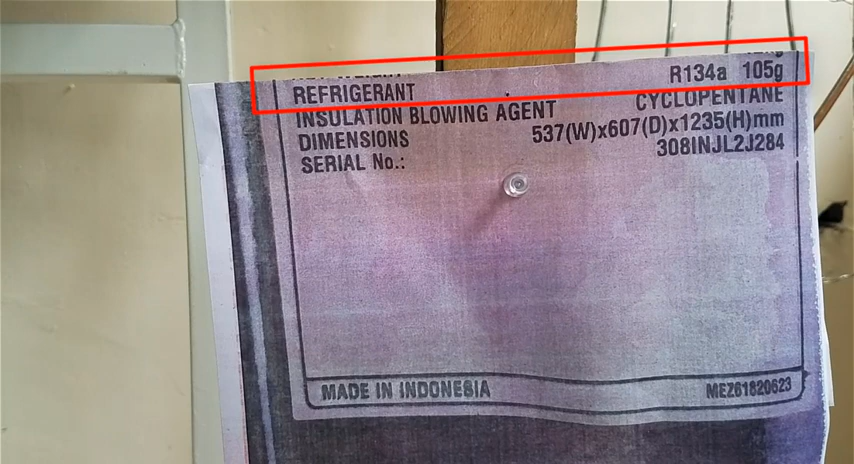 REFRIGERANT R134a 105g
INSULATION BLOWING AGENT CYCLOPENTANE
DIMENSIONS 537(W)x607(D)x1235(H)mm
SERIAL No.: 308INJL2J284
MADE IN INDONESIA MEZ61820623